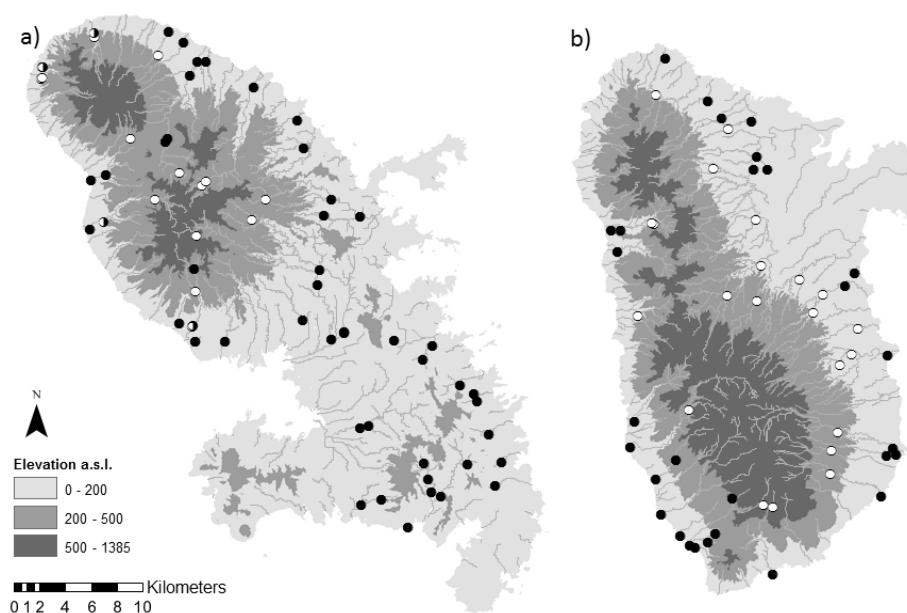 a)
b)
N
Elevation a.s.l.
0 - 200
200 - 500
500 - 1385
Kilometers
0 1 2 4 6 8 10